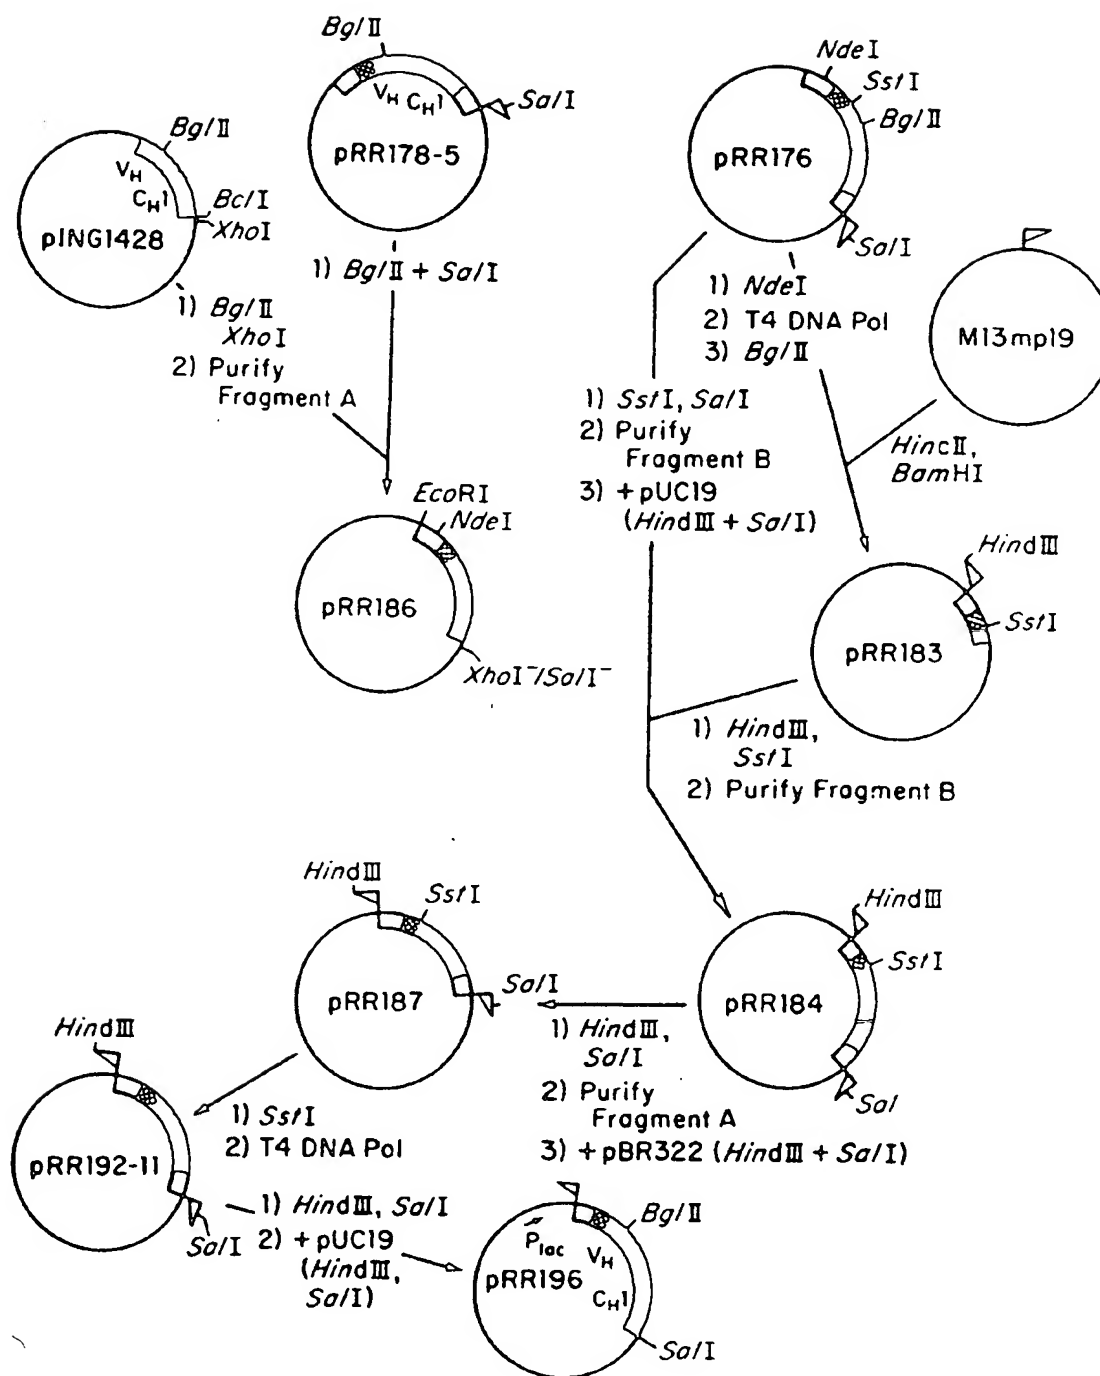 BglII
VH CH1
SalI
pRR178-5
BglII
VH
CH1
BclI
XhoI
pING1428
1) BglII
XhoI
2) Purify
Fragment A
1) BglII + SalI
EcoRI
NdeI
pRR186
XhoI⁻/SalI⁻
NdeI
SstI
BglII
pRR176
SalI
1) NdeI
2) T4 DNA Pol
3) BglII
M13mp19
HincII,
BamHI
1) SstI, SalI
2) Purify
Fragment B
3) +pUC19
(HindIII + SalI)
HindIII
SstI
pRR183
1) HindIII,
SstI
2) Purify Fragment B
HindIII
SstI
pRR184
Sal
1) HindIII,
SalI
2) Purify
Fragment A
3) +pBR322 (HindIII + SalI)
HindIII
SstI
pRR187
SalI
1) SstI
2) T4 DNA Pol
HindIII
pRR192-11
SalI
1) HindIII, SalI
2) +pUC19
(HindIII,
SalI)
BglII
Plac
VH
pRR196
CH1
SalI